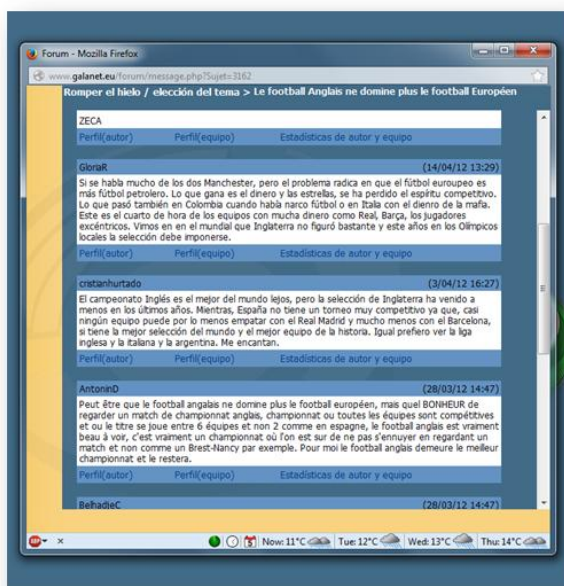 Forum - Mozilla Firefox
www.galanet.eu/forum/message.php?Sujet=3162
Romper el hielo / elección del tema > Le football Anglais ne domine plus le football Européen
ZECA
Perfil(autor) Perfil(equipo) Estadísticas de autor y equipo
GloriaR (14/04/12 13:29)
Si se habla mucho de los dos Manchester, pero el problema radica en que el fútbol euroupeo es
más fútbol petrolero. Lo que gana es el dinero y las estrellas, se ha perdido el espíritu competitivo.
Lo que pasó también en Colombia cuando había narco fútbol o en Itala con el dienro de la mafia.
Este es el cuarto de hora de los equipos con mucha dinero como Real, Barça, los jugadores
excéntricos. Vimos en en el mundial que Inglaterra no figuró bastante y este años en los Olímpicos
locales la selección debe imponerse.
Perfil(autor) Perfil(equipo) Estadísticas de autor y equipo
cristianhurtado (3/04/12 16:27)
El campeonato Inglés es el mejor del mundo lejos, pero la selección de Inglaterra ha venido a
menos en los últimos años. Mientras, España no tiene un torneo muy competitivo ya que, casi
ningún equipo puede por lo menos empatar con el Real Madrid y mucho menos con el Barcelona,
si tiene la mejor selección del mundo y el mejor equipo de la historia. Igual prefiero ver la liga
inglesa y la italiana y la argentina. Me encantan.
Perfil(autor) Perfil(equipo) Estadísticas de autor y equipo
AntoninD (28/03/12 14:47)
Peut être que le football angalais ne domine plus le football européen, mais quel BONHEUR de
regarder un match de championnat anglais, championnat ou toutes les équipes sont compétitives
et ou le titre se joue entre 6 équipes et non 2 comme en espagne, le football anglais est vraiment
beau à voir, c'est vraiment un championnat où l'on est sur de ne pas s'ennuyer en regardant un
match et non comme un Brest-Nancy par exemple. Pour moi le football anglais demeure le meilleur
championnat et le restera.
Perfil(autor) Perfil(equipo) Estadísticas de autor y equipo
BelhadjeC (28/03/12 14:47)
Now: 11°C Tue: 12°C Wed: 13°C Thu: 14°C